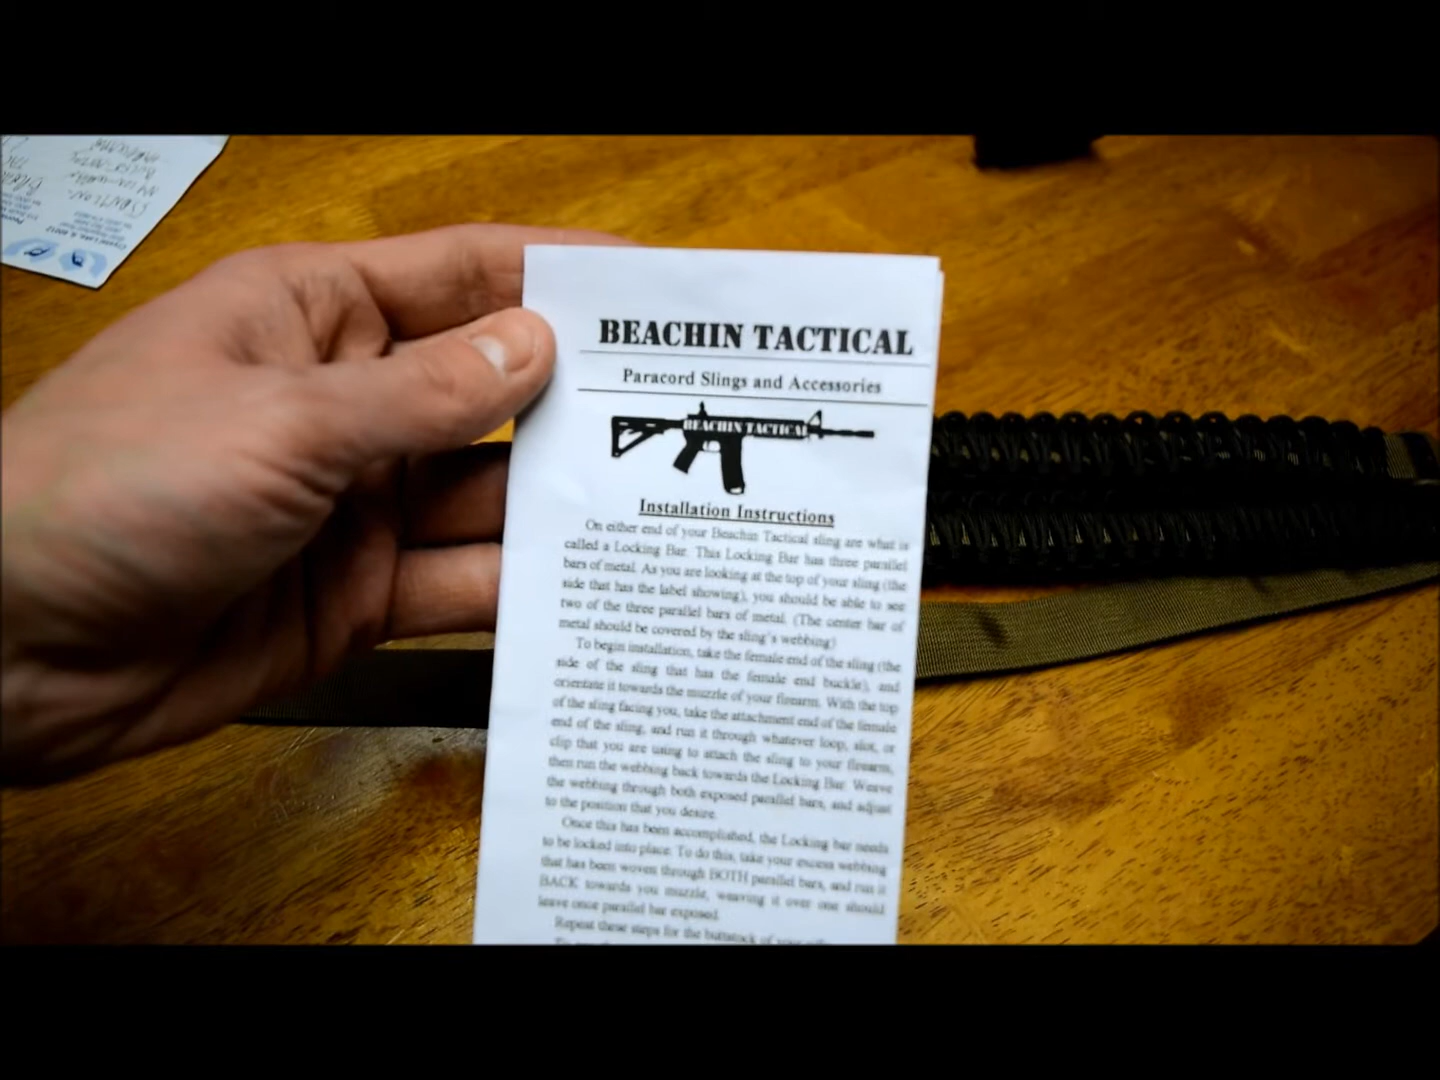 BEACHIN TACTICAL
Paracord Slings and Accessories
BEACHIN TACTICAL
Installation Instructions
On either end of your Beachin Tactical sling are what is
called a Locking Bar. This Locking Bar has three parallel
bars of metal. As you are looking at the top of your sling (the
side that has the label showing), you should be able to see
two of the three parallel bars of metal. (The center bar of
metal should be covered by the sling's webbing)
To begin installation, take the female end of the sling (the
side of the sling that has the female end buckle), and
orientate it towards the muzzle of your firearm. With the top
of the sling facing you, take the attachment end of the female
end of the sling, and run it through whatever loop, slot, or
clip that you are using to attach the sling to your firearm,
then run the webbing back towards the Locking Bar. Weave
the webbing through both exposed parallel bars, and adjust
to the position that you desire.
Once this has been accomplished, the Locking bar needs
to be locked into place. To do this, take your excess webbing
that has been woven through BOTH parallel bars, and run it
BACK towards you muzzle, weaving it over one should
leave once parallel bar exposed.
Repeat these steps for the buttstock of your